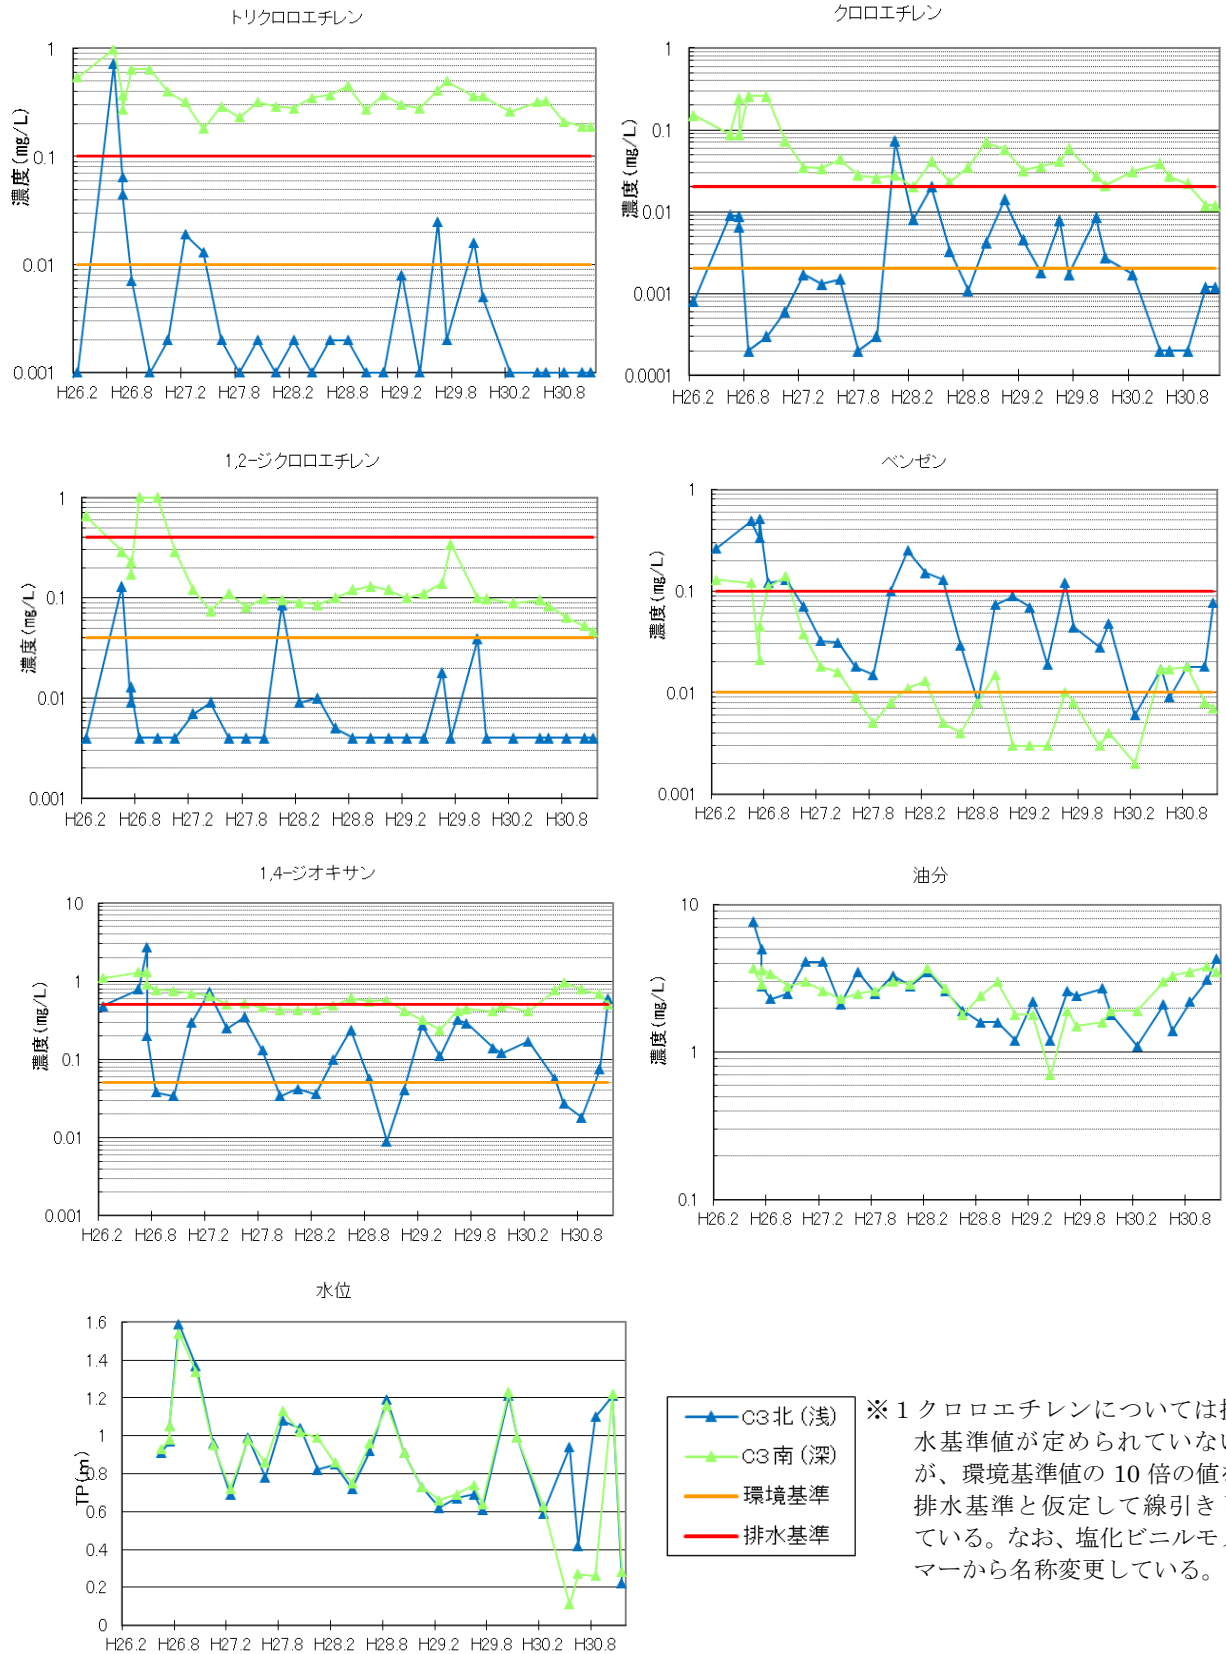 トリクロロエチレン
濃度(mg/L)
1
0.1
0.01
0.001
H26.2 H26.8 H27.2 H27.8 H28.2 H28.8 H29.2 H29.8 H30.2 H30.8
クロロエチレン
濃度(mg/L)
1
0.1
0.01
0.001
0.0001
H26.2 H26.8 H27.2 H27.8 H28.2 H28.8 H29.2 H29.8 H30.2 H30.8
1,2-ジクロロエチレン
濃度(mg/L)
1
0.1
0.01
0.001
H26.2 H26.8 H27.2 H27.8 H28.2 H28.8 H29.2 H29.8 H30.2 H30.8
ベンゼン
濃度(mg/L)
1
0.1
0.01
0.001
H26.2 H26.8 H27.2 H27.8 H28.2 H28.8 H29.2 H29.8 H30.2 H30.8
1,4-ジオキサン
濃度(mg/L)
10
1
0.1
0.01
0.001
H26.2 H26.8 H27.2 H27.8 H28.2 H28.8 H29.2 H29.8 H30.2 H30.8
油分
濃度(mg/L)
10
1
0.1
H26.2 H26.8 H27.2 H27.8 H28.2 H28.8 H29.2 H29.8 H30.2 H30.8
水位
TP(m)
1.6
1.4
1.2
1
0.8
0.6
0.4
0.2
0
H26.2 H26.8 H27.2 H27.8 H28.2 H28.8 H29.2 H29.8 H30.2 H30.8
C3北(浅)
C3南(深)
環境基準
排水基準
※1クロロエチレンについては
水基準値が定められていない
が、環境基準値の 10 倍の値
排水基準と仮定して線引き
ている。なお、塩化ビニルモ
マーから名称変更している。